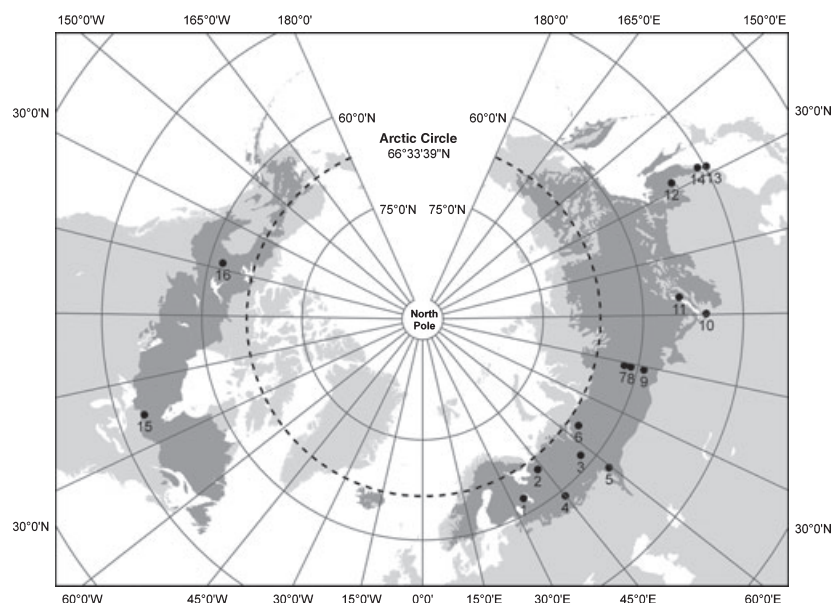 150°0'W 165°0'W 180°0' 180°0' 165°0'E 150°0'E
30°0'N 60°0'N 60°0'N 30°0'N
Arctic Circle
66°33'39"N
75°0'N 75°0'N
14 13
12
16
11
North
Pole
10
7 8 9
15
6
3
2 5
1 4
30°0'N 30°0'N
60°0'W 45°0'W 30°0'W 15°0'W 0°0' 15°0'E 30°0'E 45°0'E 60°0'E